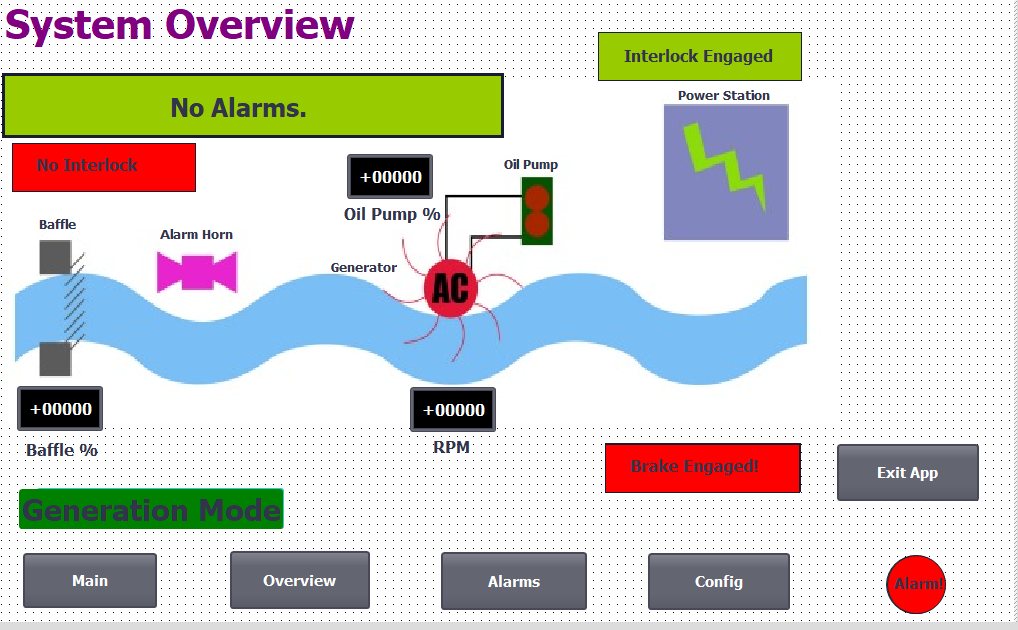 System Overview
Interlock Engaged
Power Station
No Alarms.
No Interlock
+00000
Oil Pump
Oil Pump %
Baffle
Alarm Horn
Generator
AC
+00000
+00000
Baffle %
RPM
Brake Engaged!
Exit App
Generation Mode
Main
Overview
Alarms
Config
Alarm!